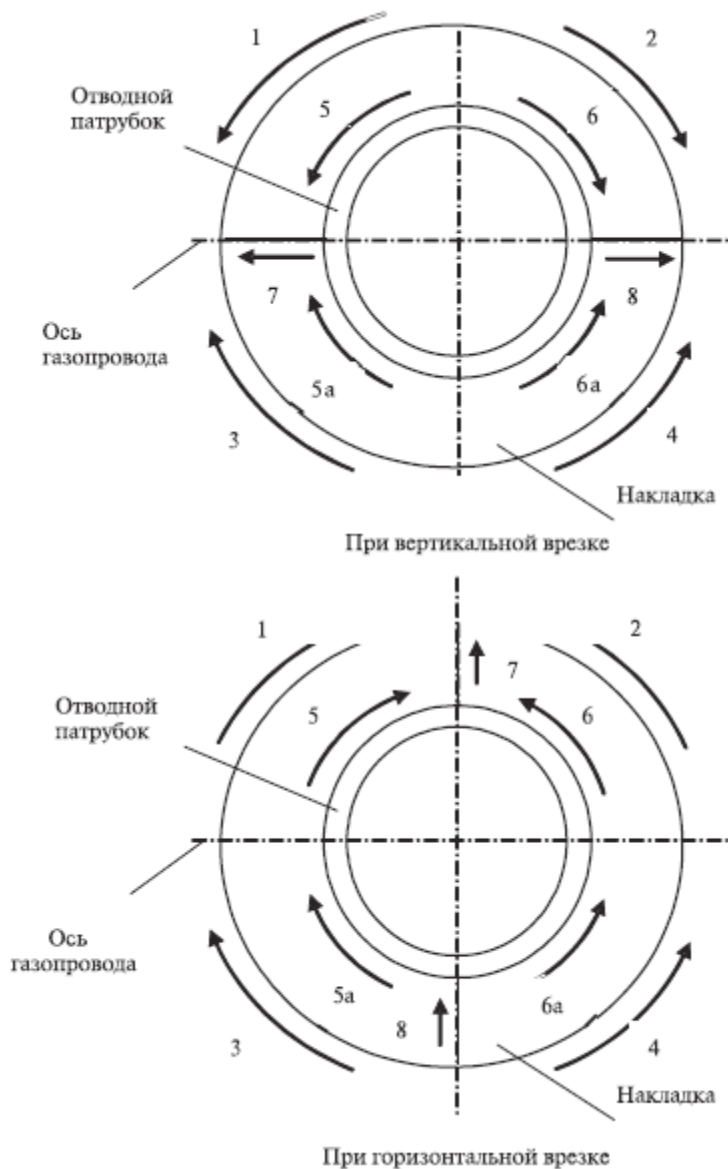 1
2
Отводной
патрубок
5
6
7
8
Ось
газопровода
5а
6а
3
4
Накладка
При вертикальной врезке
1
2
7
5
6
Отводной
патрубок
Ось
газопровода
5а
6а
8
3
4
Накладка
При горизонтальной врезке